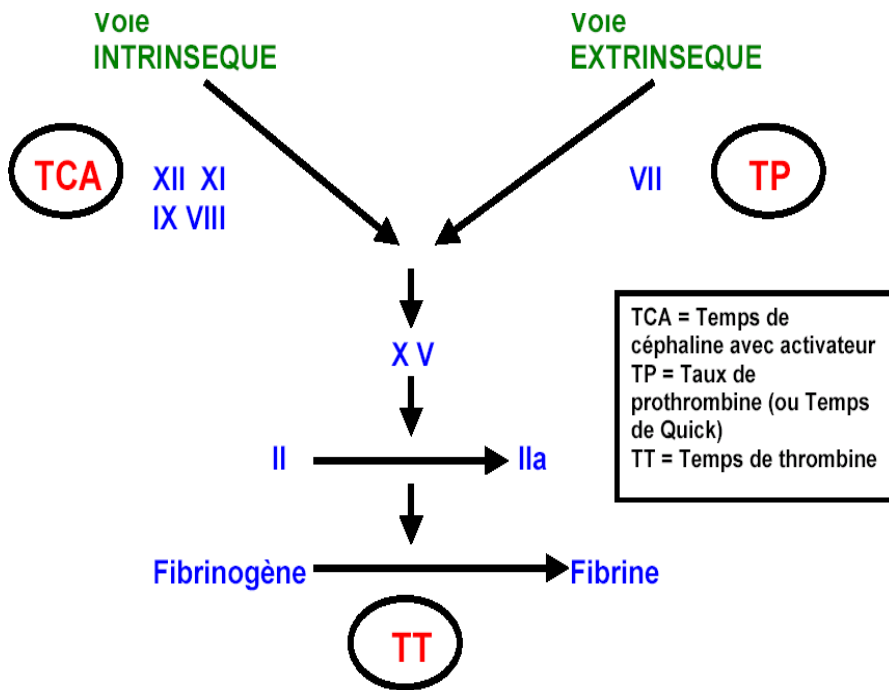 Voie
INTRINSEQUE
Voie
EXTRINSEQUE
TCA
XII XI
IX VIII
VII
TP
X V
TCA = Temps de
céphaline avec activateur
TP = Taux de
prothrombine (ou Temps
de Quick)
TT = Temps de thrombine
II
IIa
Fibrinogène
Fibrine
TT